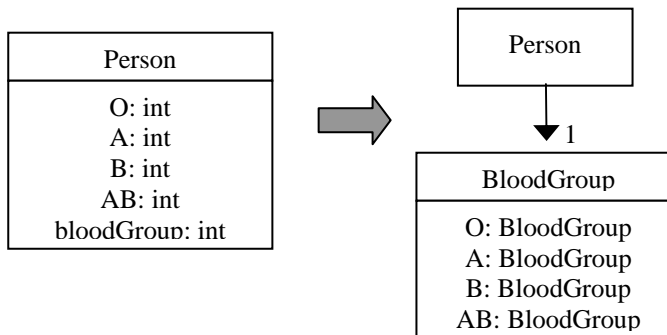 Person
O: int
A: int
B: int
AB: int
bloodGroup: int
Person
1
BloodGroup
O: BloodGroup
A: BloodGroup
B: BloodGroup
AB: BloodGroup